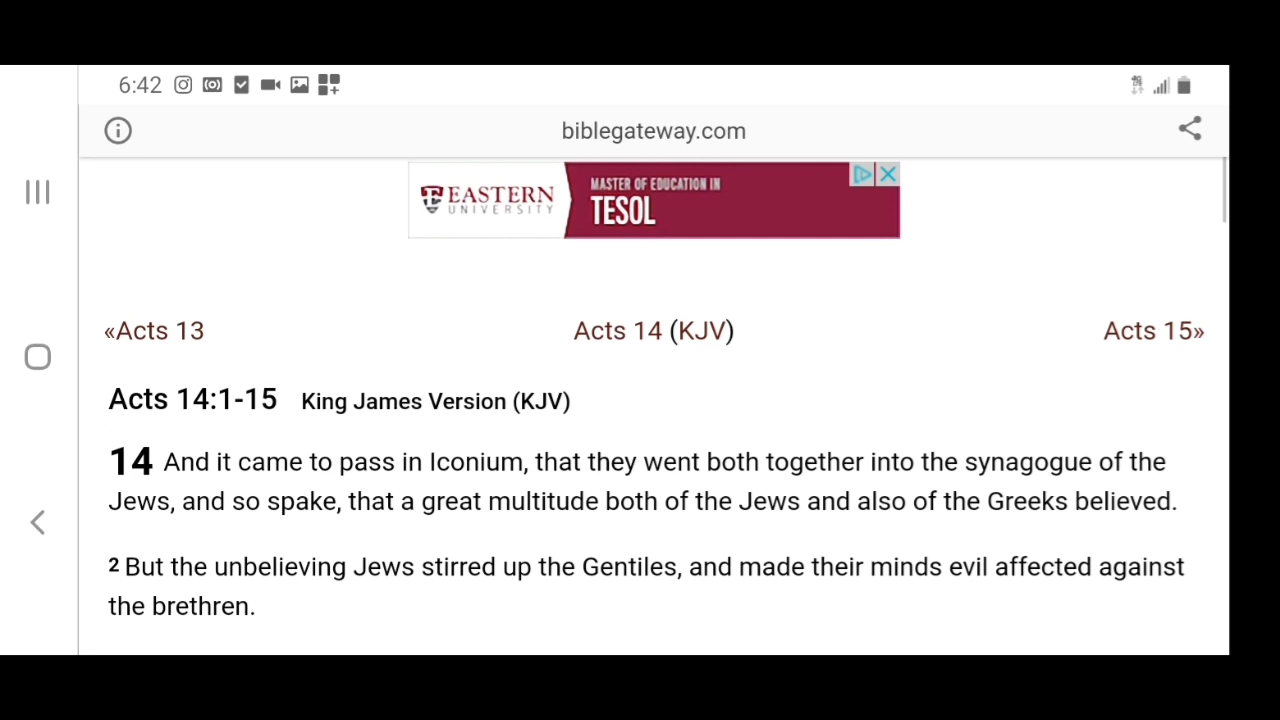 6:42
biblegateway.com
EASTERN
UNIVERSITY
MASTER OF EDUCATION IN
TESOL
«Acts 13 Acts 14 (KJV) Acts 15»
Acts 14:1-15 King James Version (KJV)
14 And it came to pass in Iconium, that they went both together into the synagogue of the
Jews, and so spake, that a great multitude both of the Jews and also of the Greeks believed.
2 But the unbelieving Jews stirred up the Gentiles, and made their minds evil affected against
the brethren.